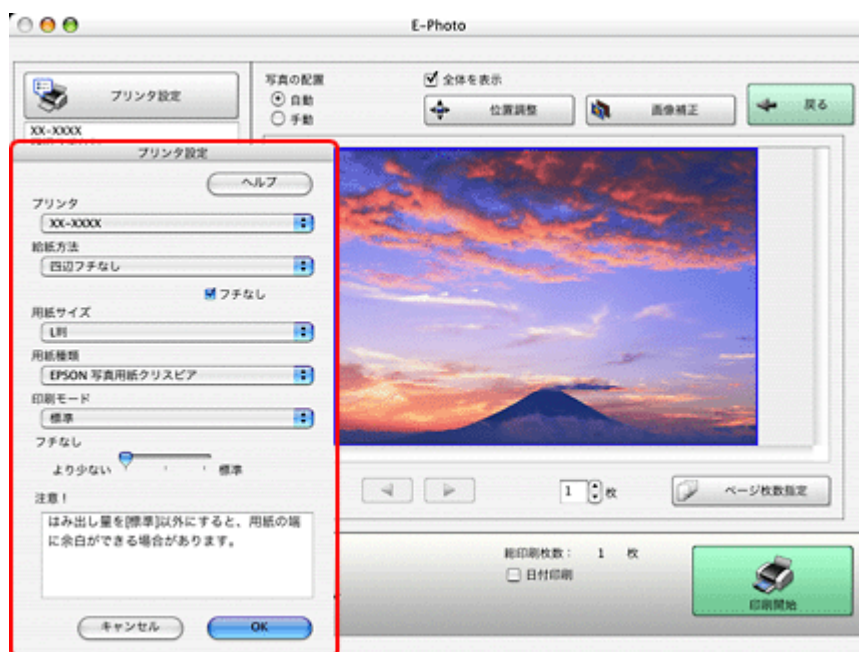 E-Photo
プリンタ設定
XX-XXXX
写真の配置
自動
手動
全体を表示
位置調整
画像補正
戻る
プリンタ設定
ヘルプ
プリンタ
XX-XXXX
給紙方法
四辺フチなし
フチなし
用紙サイズ
L判
用紙種類
EPSON 写真用紙クリスピア
印刷モード
標準
フチなし
より少ない 標準
注意！
はみ出し量を[標準]以外にすると、用紙の端
に余白ができる場合があります。
キャンセル
OK
1 枚
ページ枚数指定
総印刷枚数： 1 枚
日付印刷
印刷開始